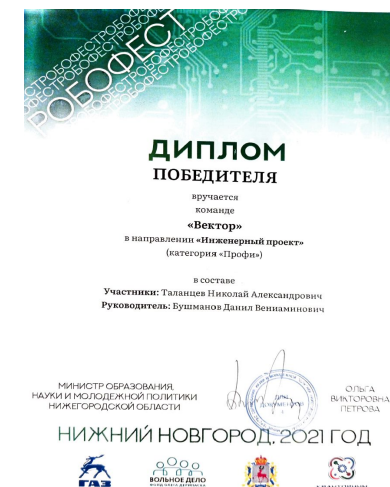 РОБОФЕСТ
ДИПЛОМ
ПОБЕДИТЕЛЯ
вручается
команде
«Вектор»
в направлении «Инженерный проект»
(категория «Профи»)
в составе
Участники: Таланцев Николай Александрович
Руководитель: Бушманов Данил Вениаминович
МИНИСТР ОБРАЗОВАНИЯ,
НАУКИ И МОЛОДЕЖНОЙ ПОЛИТИКИ
НИЖЕГОРОДСКОЙ ОБЛАСТИ
ОЛЬГА
ВИКТОРОВНА
ПЕТРОВА
НИЖНИЙ НОВГОРОД, 2021 ГОД
ГАЗ
ВОЛЬНОЕ ДЕЛО